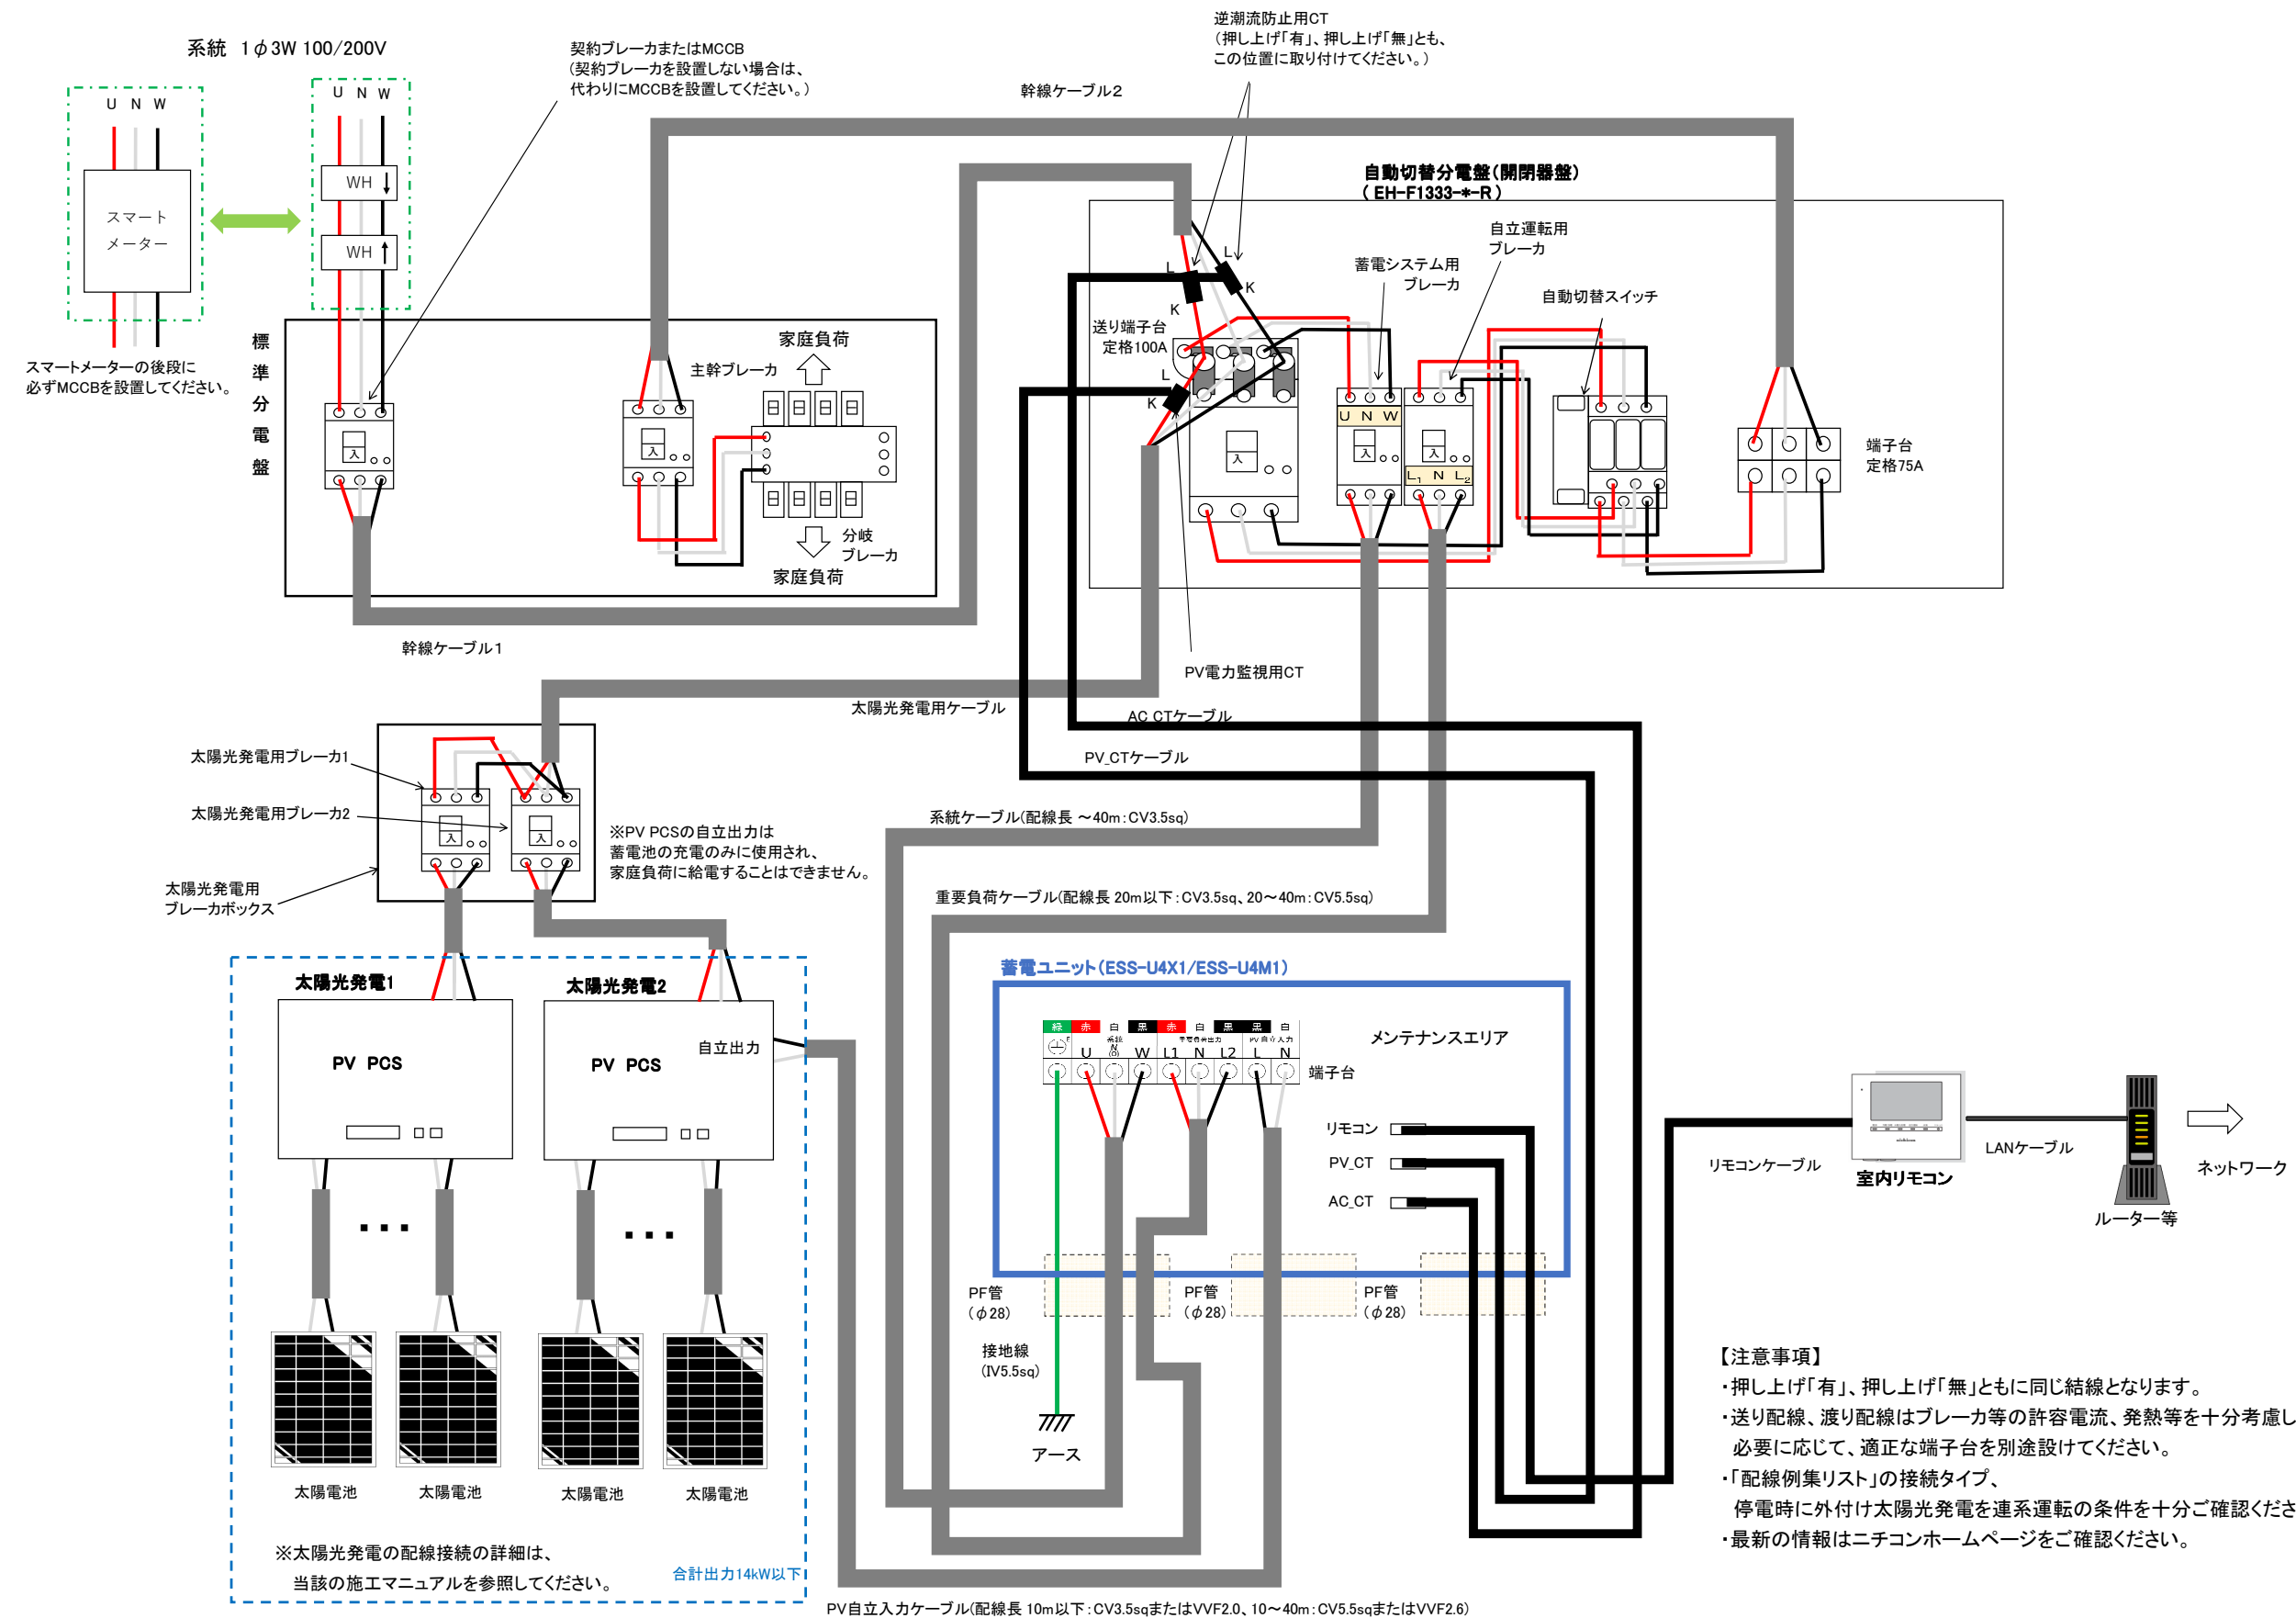 系統 1φ3W 100/200V
U N W
スマート
メーター
スマートメーターの後段に
必ずMCCBを設置してください。
U N W
WH
WH
契約ブレーカまたはMCCB
(契約ブレーカを設置しない場合は、
代わりにMCCBを設置してください。)
幹線ケーブル2
逆潮流防止用CT
(押し上げ「有」、押し上げ「無」とも、
この位置に取り付けてください。)
標準分電盤
入
入
主幹ブレーカ
家庭負荷
分岐
ブレーカ
家庭負荷
幹線ケーブル1
自動切替分電盤(開閉器盤)
(EH-F1333-*-R)
L
K
L
K
送り端子台
定格100A
L
K
入
蓄電システム用
ブレーカ
U N W
入
自立運転用
ブレーカ
入
L1 N L2
自動切替スイッチ
端子台
定格75A
PV電力監視用CT
太陽光発電用ケーブル
AC CTケーブル
PV_CTケーブル
系統ケーブル(配線長 ~40m:CV3.5sq)
重要負荷ケーブル(配線長 20m以下:CV3.5sq、20~40m:CV5.5sq)
太陽光発電用ブレーカ1
太陽光発電用ブレーカ2
太陽光発電用
ブレーカボックス
入
入
※PV PCSの自立出力は
蓄電池の充電のみに使用され、
家庭負荷に給電することはできません。
太陽光発電1
PV PCS
太陽光発電2
PV PCS
自立出力
太陽電池
太陽電池
太陽電池
太陽電池
※太陽光発電の配線接続の詳細は、
当該の施工マニュアルを参照してください。
合計出力14kW以下
PV自立入力ケーブル(配線長 10m以下:CV3.5sqまたはVVF2.0、10~40m:CV5.5sqまたはVVF2.6)
蓄電ユニット(ESS-U4X1/ESS-U4M1)
緑 赤 白 黒 赤 白 黒 黒 白
E 系統 重要負荷出力 PV自立入力
U N(O) W L1 N L2 L N
端子台
メンテナンスエリア
リモコン
PV_CT
AC_CT
PF管
(φ28)
PF管
(φ28)
PF管
(φ28)
接地線
(IV5.5sq)
アース
リモコンケーブル
室内リモコン
LANケーブル
ルーター等
ネットワーク
【注意事項】
・押し上げ「有」、押し上げ「無」ともに同じ結線となります。
・送り配線、渡り配線はブレーカ等の許容電流、発熱等を十分考慮し
必要に応じて、適正な端子台を別途設けてください。
・「配線例集リスト」の接続タイプ、
停電時に外付け太陽光発電を連系運転の条件を十分ご確認くださ
・最新の情報はニチコンホームページをご確認ください。